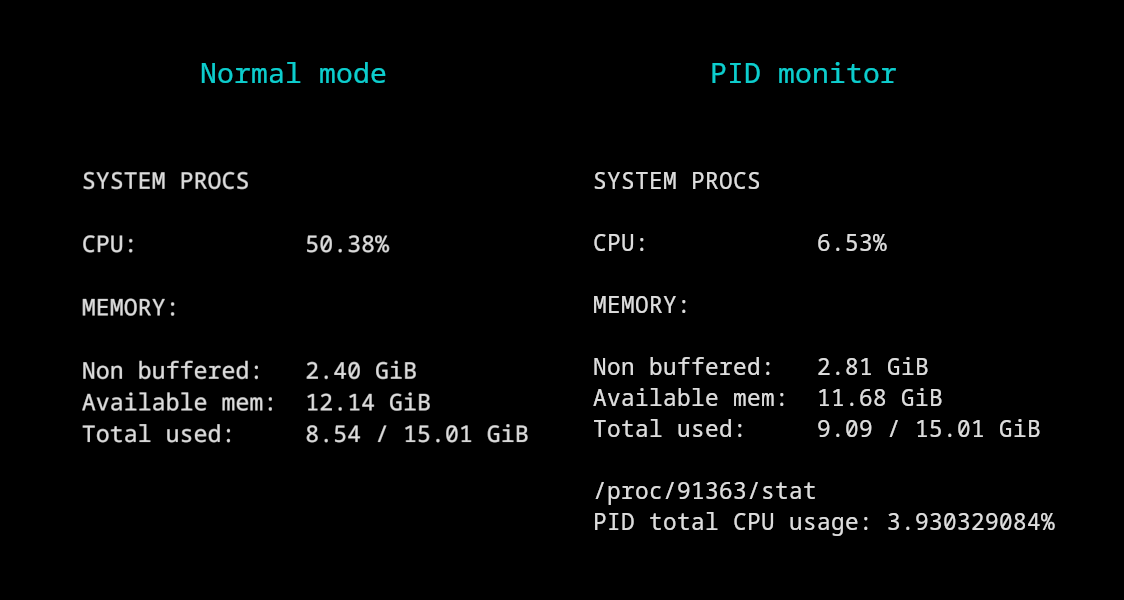 Normal mode
SYSTEM PROCS
CPU: 50.38%
MEMORY:
Non buffered: 2.40 GiB
Available mem: 12.14 GiB
Total used: 8.54 / 15.01 GiB
PID monitor
SYSTEM PROCS
CPU: 6.53%
MEMORY:
Non buffered: 2.81 GiB
Available mem: 11.68 GiB
Total used: 9.09 / 15.01 GiB
/proc/91363/stat
PID total CPU usage: 3.930329084%